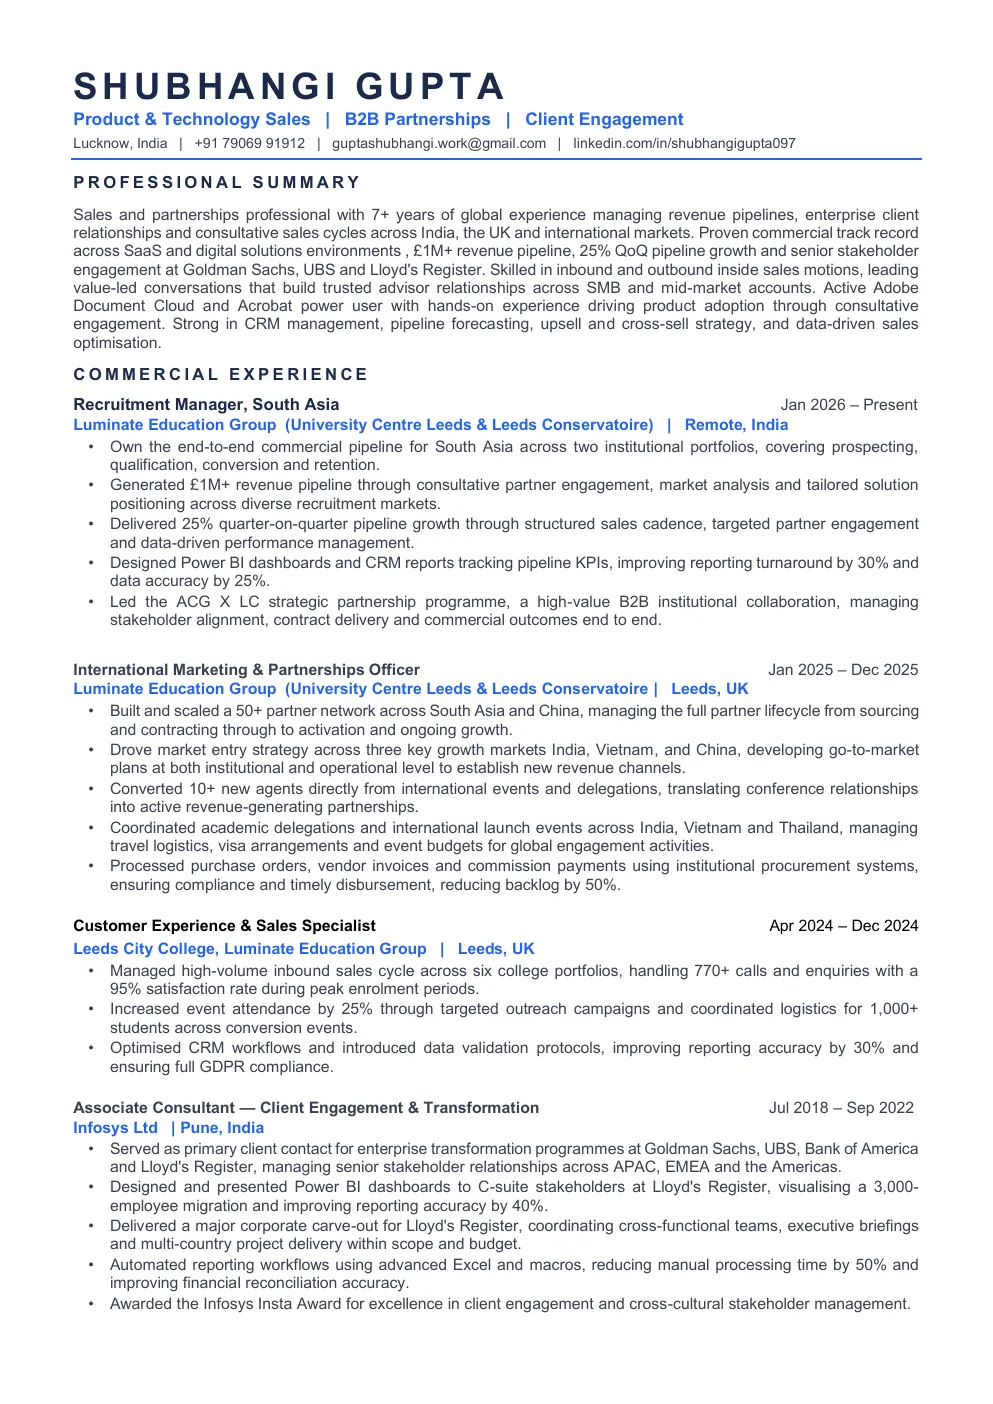 SHUBHANGI GUPTA
Product & Technology Sales | B2B Partnerships | Client Engagement
Lucknow, India | +91 79069 91912 | guptashubhangi.work@gmail.com | linkedin.com/in/shubhangigupta097
PROFESSIONAL SUMMARY
Sales and partnerships professional with 7+ years of global experience managing revenue pipelines, enterprise client
relationships and consultative sales cycles across India, the UK and international markets. Proven commercial track record
across SaaS and digital solutions environments , £1M+ revenue pipeline, 25% QoQ pipeline growth and senior stakeholder
engagement at Goldman Sachs, UBS and Lloyd's Register. Skilled in inbound and outbound inside sales motions, leading
value-led conversations that build trusted advisor relationships across SMB and mid-market accounts. Active Adobe
Document Cloud and Acrobat power user with hands-on experience driving product adoption through consultative
engagement. Strong in CRM management, pipeline forecasting, upsell and cross-sell strategy, and data-driven sales
optimisation.
COMMERCIAL EXPERIENCE
Recruitment Manager, South Asia Jan 2026 – Present
Luminate Education Group (University Centre Leeds & Leeds Conservatoire) | Remote, India
• Own the end-to-end commercial pipeline for South Asia across two institutional portfolios, covering prospecting,
qualification, conversion and retention.
• Generated £1M+ revenue pipeline through consultative partner engagement, market analysis and tailored solution
positioning across diverse recruitment markets.
• Delivered 25% quarter-on-quarter pipeline growth through structured sales cadence, targeted partner engagement
and data-driven performance management.
• Designed Power BI dashboards and CRM reports tracking pipeline KPIs, improving reporting turnaround by 30% and
data accuracy by 25%.
• Led the ACG X LC strategic partnership programme, a high-value B2B institutional collaboration, managing
stakeholder alignment, contract delivery and commercial outcomes end to end.
International Marketing & Partnerships Officer Jan 2025 – Dec 2025
Luminate Education Group (University Centre Leeds & Leeds Conservatoire | Leeds, UK
• Built and scaled a 50+ partner network across South Asia and China, managing the full partner lifecycle from sourcing
and contracting through to activation and ongoing growth.
• Drove market entry strategy across three key growth markets India, Vietnam, and China, developing go-to-market
plans at both institutional and operational level to establish new revenue channels.
• Converted 10+ new agents directly from international events and delegations, translating conference relationships
into active revenue-generating partnerships.
• Coordinated academic delegations and international launch events across India, Vietnam and Thailand, managing
travel logistics, visa arrangements and event budgets for global engagement activities.
• Processed purchase orders, vendor invoices and commission payments using institutional procurement systems,
ensuring compliance and timely disbursement, reducing backlog by 50%.
Customer Experience & Sales Specialist Apr 2024 – Dec 2024
Leeds City College, Luminate Education Group | Leeds, UK
• Managed high-volume inbound sales cycle across six college portfolios, handling 770+ calls and enquiries with a
95% satisfaction rate during peak enrolment periods.
• Increased event attendance by 25% through targeted outreach campaigns and coordinated logistics for 1,000+
students across conversion events.
• Optimised CRM workflows and introduced data validation protocols, improving reporting accuracy by 30% and
ensuring full GDPR compliance.
Associate Consultant — Client Engagement & Transformation Jul 2018 – Sep 2022
Infosys Ltd | Pune, India
• Served as primary client contact for enterprise transformation programmes at Goldman Sachs, UBS, Bank of America
and Lloyd's Register, managing senior stakeholder relationships across APAC, EMEA and the Americas.
• Designed and presented Power BI dashboards to C-suite stakeholders at Lloyd's Register, visualising a 3,000-
employee migration and improving reporting accuracy by 40%.
• Delivered a major corporate carve-out for Lloyd's Register, coordinating cross-functional teams, executive briefings
and multi-country project delivery within scope and budget.
• Automated reporting workflows using advanced Excel and macros, reducing manual processing time by 50% and
improving financial reconciliation accuracy.
• Awarded the Infosys Insta Award for excellence in client engagement and cross-cultural stakeholder management.